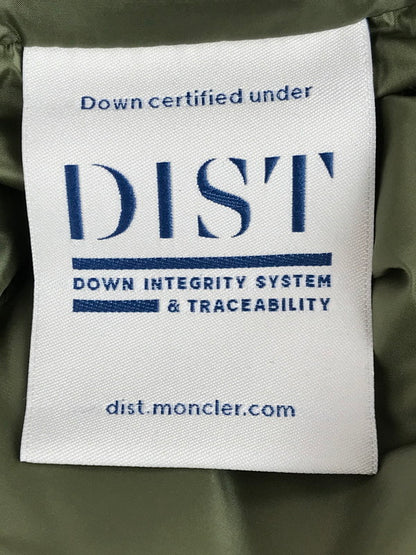 Down certified under
DIST
DOWN INTEGRITY SYSTEM
& TRACEABILITY
dist.moncler.com